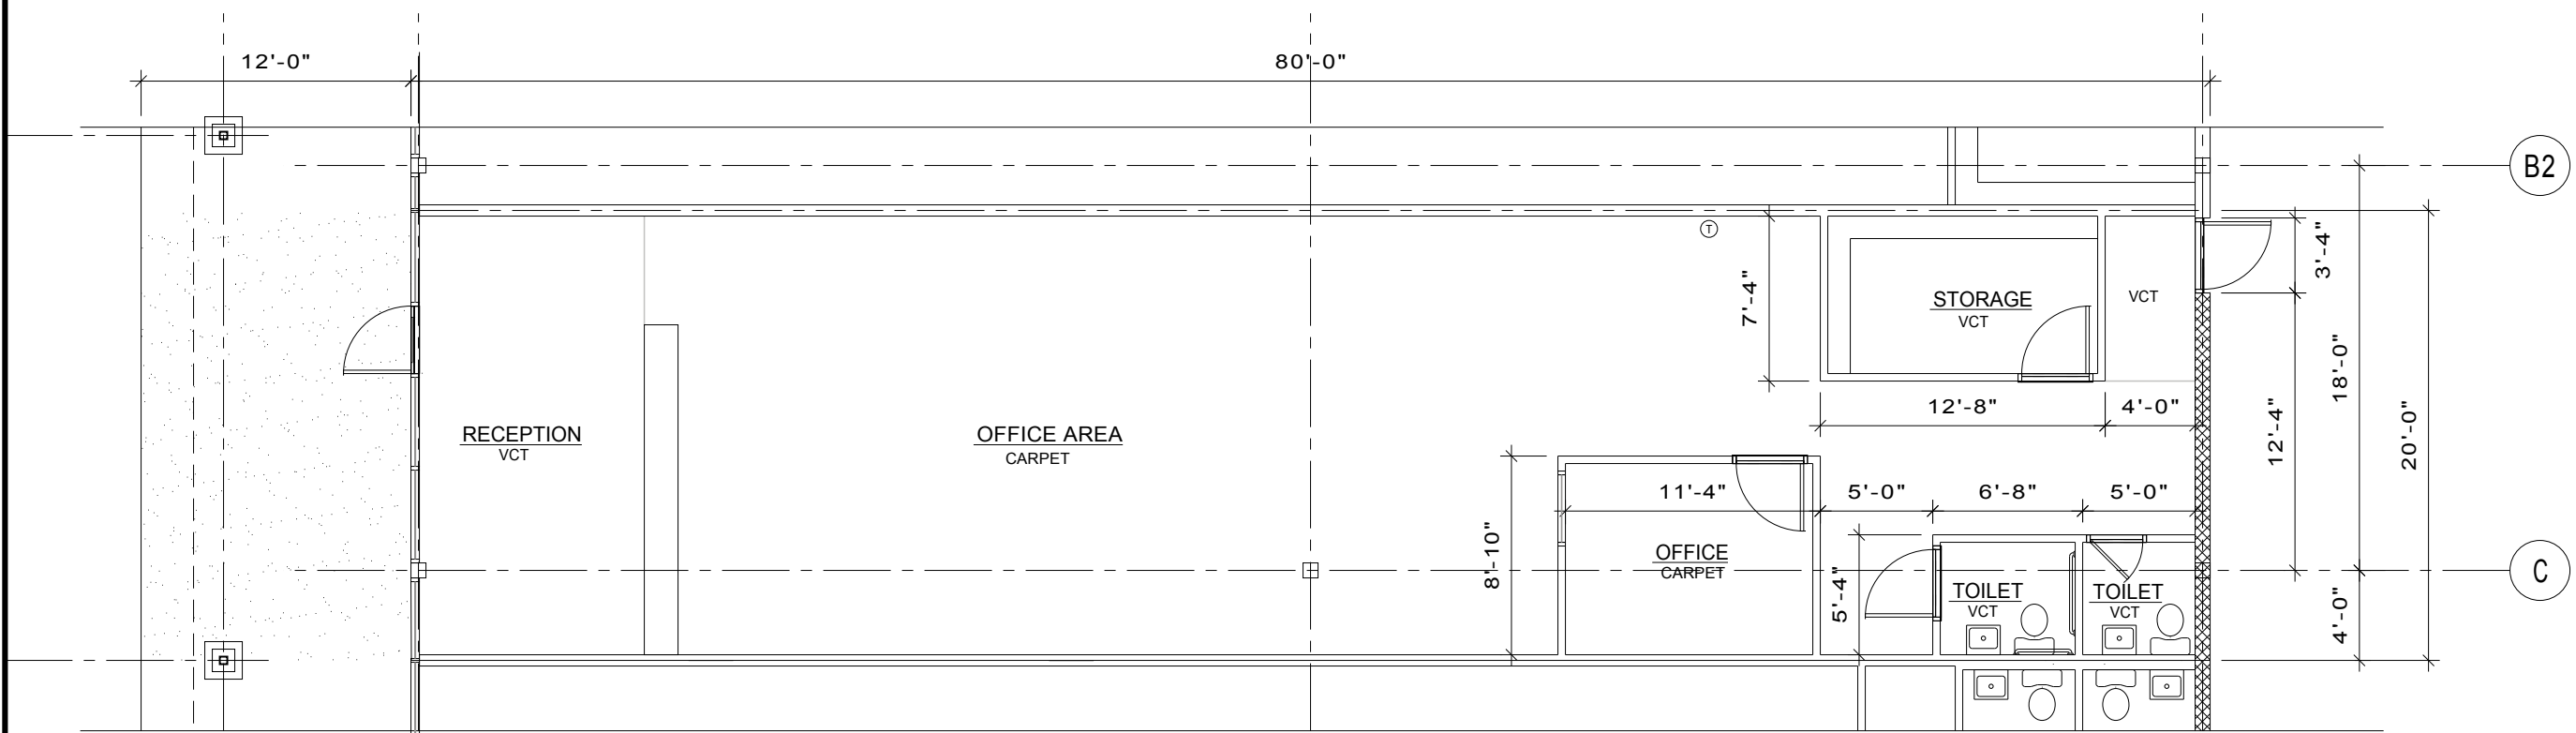 12'-0"
80'-0"
B2
T
3'-4"
7'-4"
STORAGE
VCT
VCT
18'-0"
12'-8"
4'-0"
12'-4"
20'-0"
RECEPTION
VCT
OFFICE AREA
CARPET
11'-4"
5'-0"
6'-8"
5'-0"
8'-10"
OFFICE
CARPET
5'-4"
TOILET
VCT
TOILET
VCT
C
4'-0"